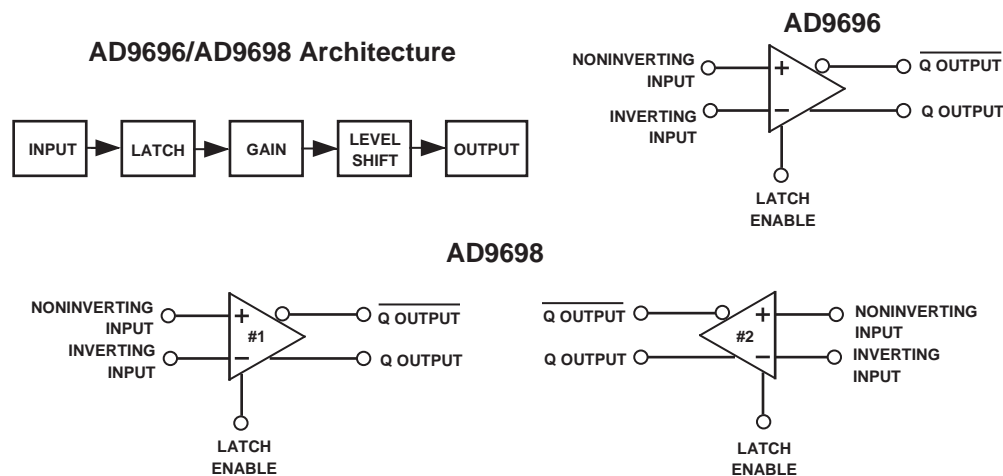 AD9696/AD9698 Architecture
INPUT
LATCH
GAIN
LEVEL
SHIFT
OUTPUT
AD9696
NONINVERTING
INPUT
+
Q OUTPUT
INVERTING
INPUT
−
Q OUTPUT
LATCH
ENABLE
AD9698
NONINVERTING
INPUT
+
Q OUTPUT
#1
INVERTING
INPUT
−
Q OUTPUT
LATCH
ENABLE
Q OUTPUT
+
NONINVERTING
INPUT
#2
Q OUTPUT
−
INVERTING
INPUT
LATCH
ENABLE